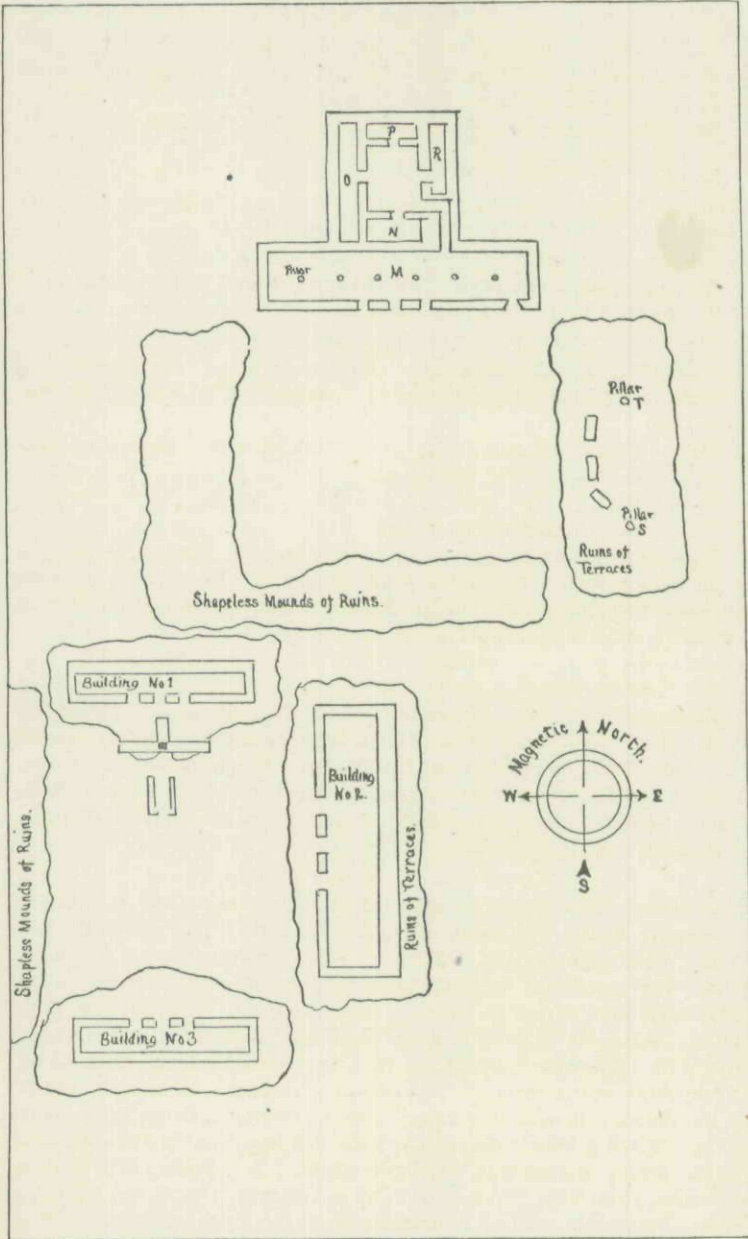 P
R
O
N
Pillar
M
Pillar
T
Pillar
S
Ruins of
Terraces
Shapeless Mounds of Ruins.
Building No 1
Magnetic North.
W
E
S
Building
No 2.
Ruins of Terraces.
Shapless Mounds of Ruins.
Building No 3